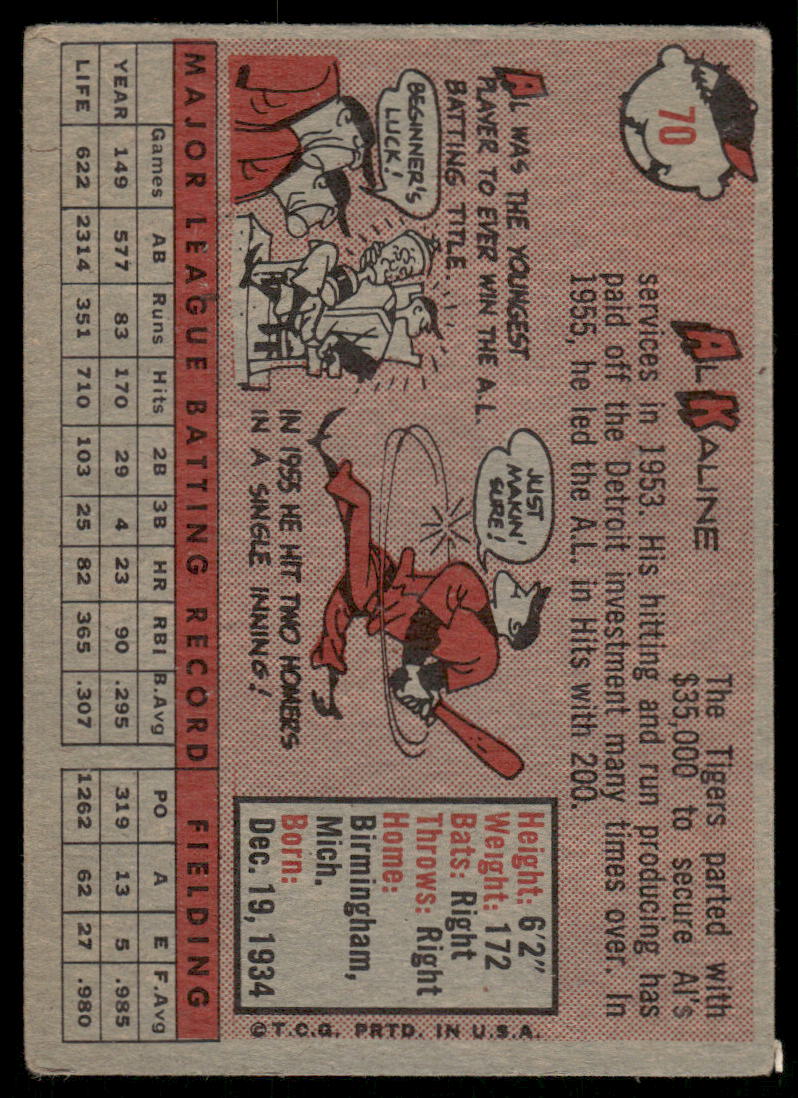 70
AL KALINE
The Tigers parted with
$35,000 to secure Al's
services in 1953. His hitting and run producing has
paid off the Detroit investment many times over. In
1955, he led the A.L. in Hits with 200.
AL WAS THE YOUNGEST
PLAYER TO EVER WIN THE A.L.
BATTING TITLE.
BEGINNER'S
LUCK!
JUST
MAKIN'
SURE!
IN 1955 HE HIT TWO HOMERS
IN A SINGLE INNING!
Height: 6'2"
Weight: 172
Bats: Right
Throws: Right
Home:
Birmingham,
Mich.
Born:
Dec. 19, 1934
©T.C.G. PRTD. IN U.S.A.
MAJOR LEAGUE BATTING RECORD FIELDING
Games AB Runs Hits 2B 3B HR RBI B.Avg PO A E F.Avg
YEAR 149 577 83 170 29 4 23 90 .295 319 13 5 .985
LIFE 622 2314 351 710 103 25 82 365 .307 1262 62 27 .980